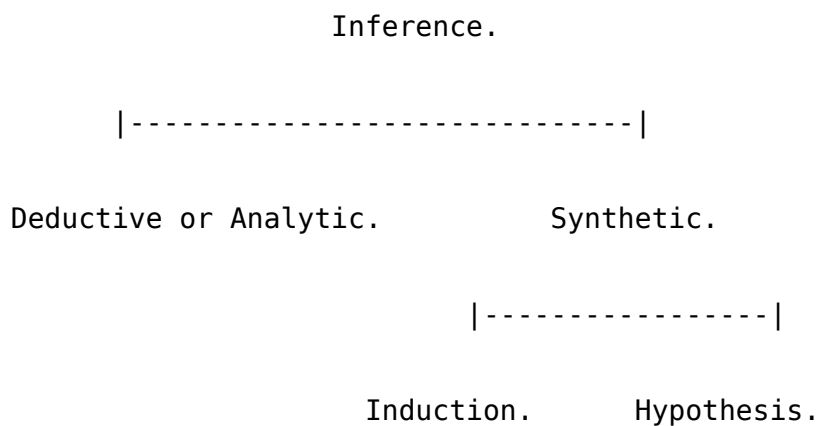 Inference.
|------------------------------|
Deductive or Analytic. Synthetic.
|-----------------|
Induction. Hypothesis.